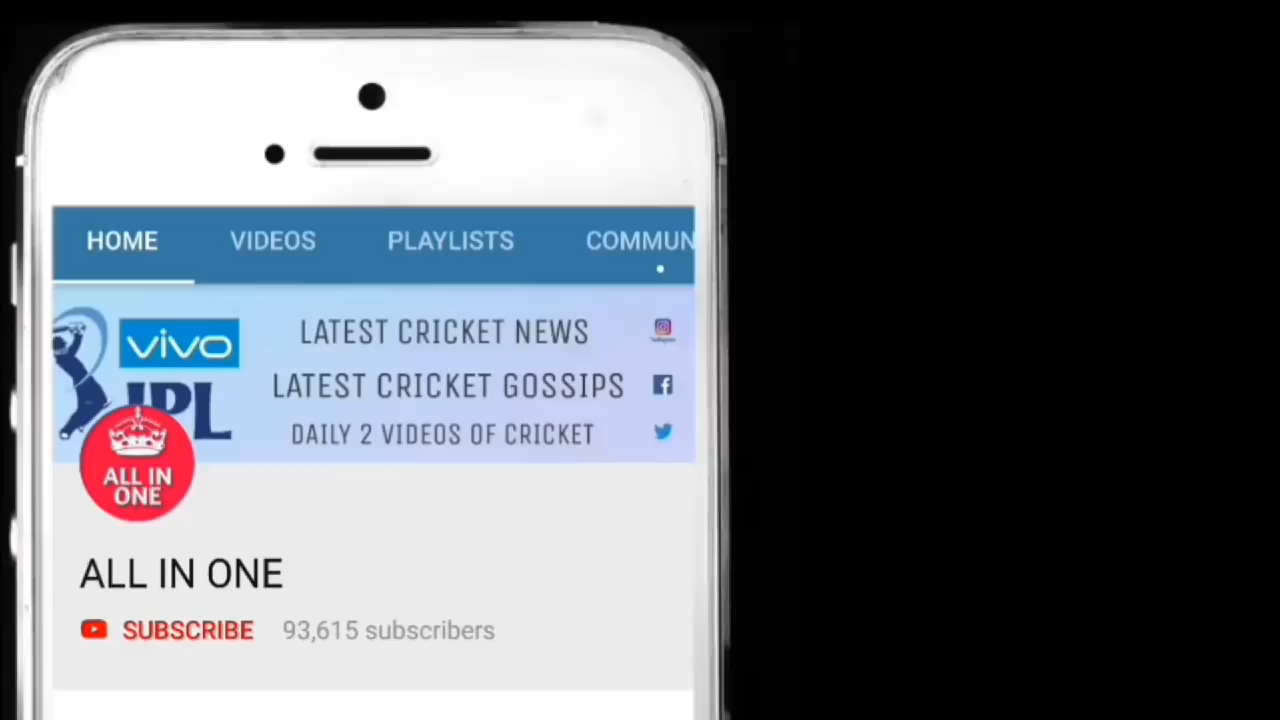 HOME VIDEOS PLAYLISTS COMMUN
vivo
IPL
LATEST CRICKET NEWS
LATEST CRICKET GOSSIPS
DAILY 2 VIDEOS OF CRICKET
ALL IN
ONE
ALL IN ONE
SUBSCRIBE 93,615 subscribers